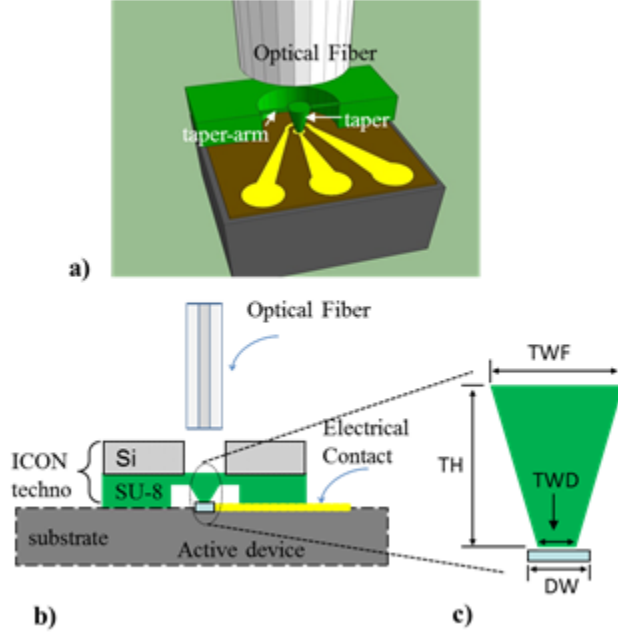 Optical Fiber
taper-arm
taper
a)
Optical Fiber
TWF
Electrical
Contact
ICON
techno
Si
SU-8
TH
TWD
substrate
Active device
DW
b)
c)